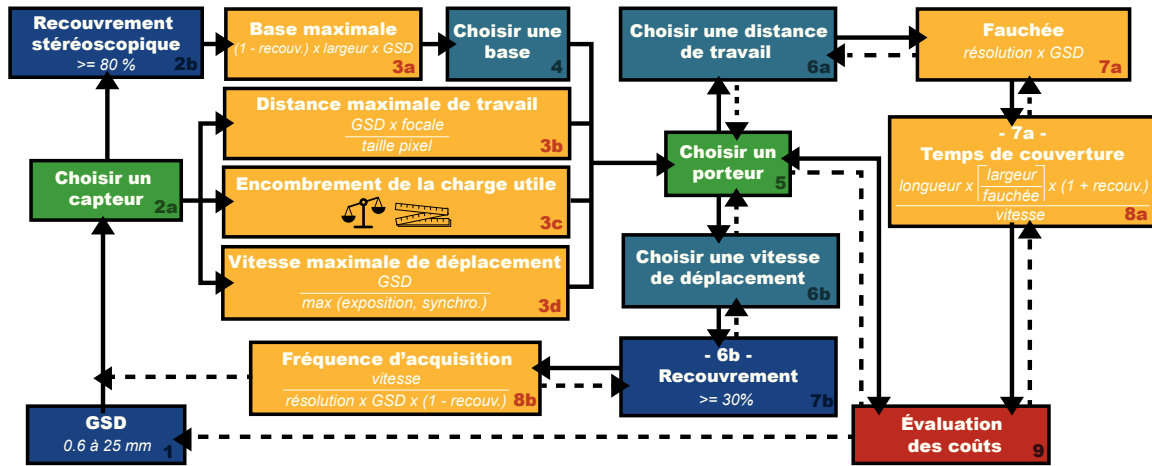 Recouvrement
stéréoscopique
>= 80 %
2b
Base maximale
(1 - recouv.) x largeur x GSD
3a
Choisir une
base
4
Choisir une distance
de travail
6a
Fauchée
résolution x GSD
7a
Distance maximale de travail
GSD x focale
taille pixel
3b
Choisir un
capteur
2a
Encombrement de la charge utile
3c
Choisir un
porteur
5
- 7a -
Temps de couverture
longueur x ⌈largeur
fauchée⌉ x (1 + recouv.)
vitesse
8a
Vitesse maximale de déplacement
GSD
max (exposition, synchro.)
3d
Choisir une vitesse
de déplacement
6b
Fréquence d'acquisition
vitesse
résolution x GSD x (1 - recouv.)
8b
- 6b -
Recouvrement
>= 30%
7b
GSD
0.6 à 25 mm
1
Évaluation
des coûts
9